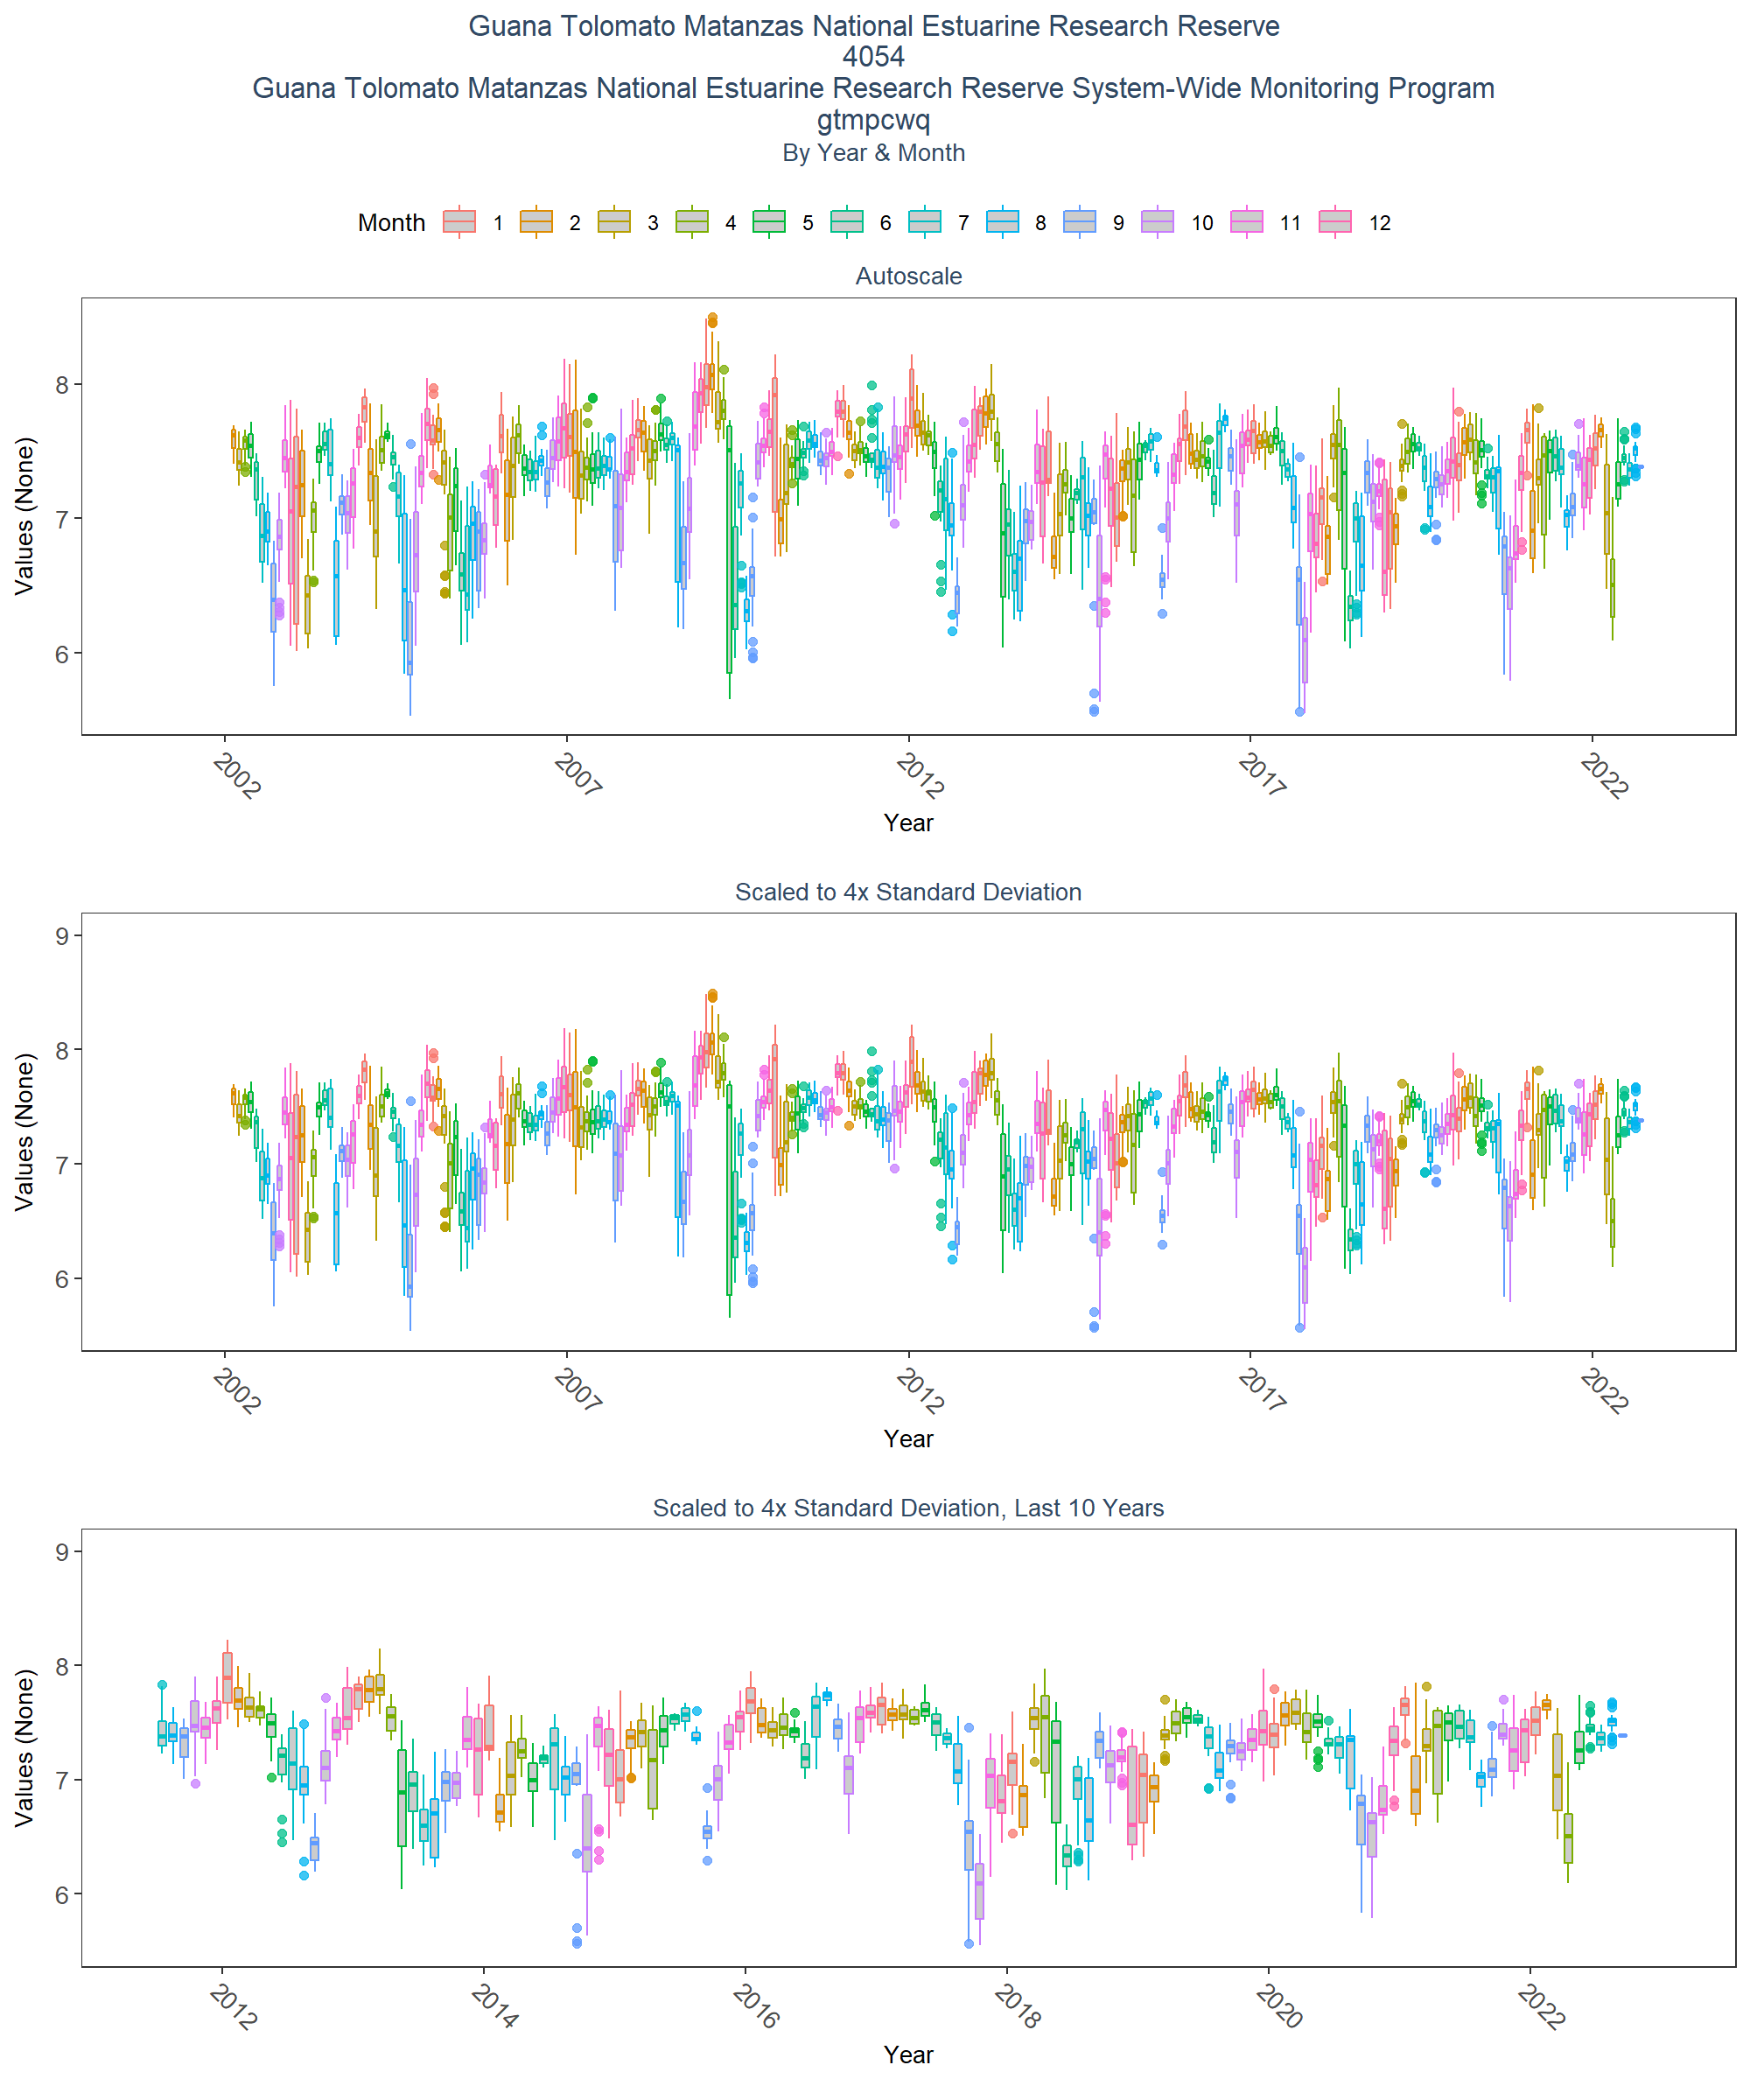 Guana Tolomato Matanzas National Estuarine Research Reserve
4054
Guana Tolomato Matanzas National Estuarine Research Reserve System-Wide Monitoring Program
gtmpcwq
By Year & Month
Month 1 2 3 4 5 6 7 8 9 10 11 12
Autoscale
Values (None)
8
7
6
2002 2007 2012 2017 2022
Year
Scaled to 4x Standard Deviation
Values (None)
9
8
7
6
2002 2007 2012 2017 2022
Year
Scaled to 4x Standard Deviation, Last 10 Years
Values (None)
9
8
7
6
2012 2014 2016 2018 2020 2022
Year